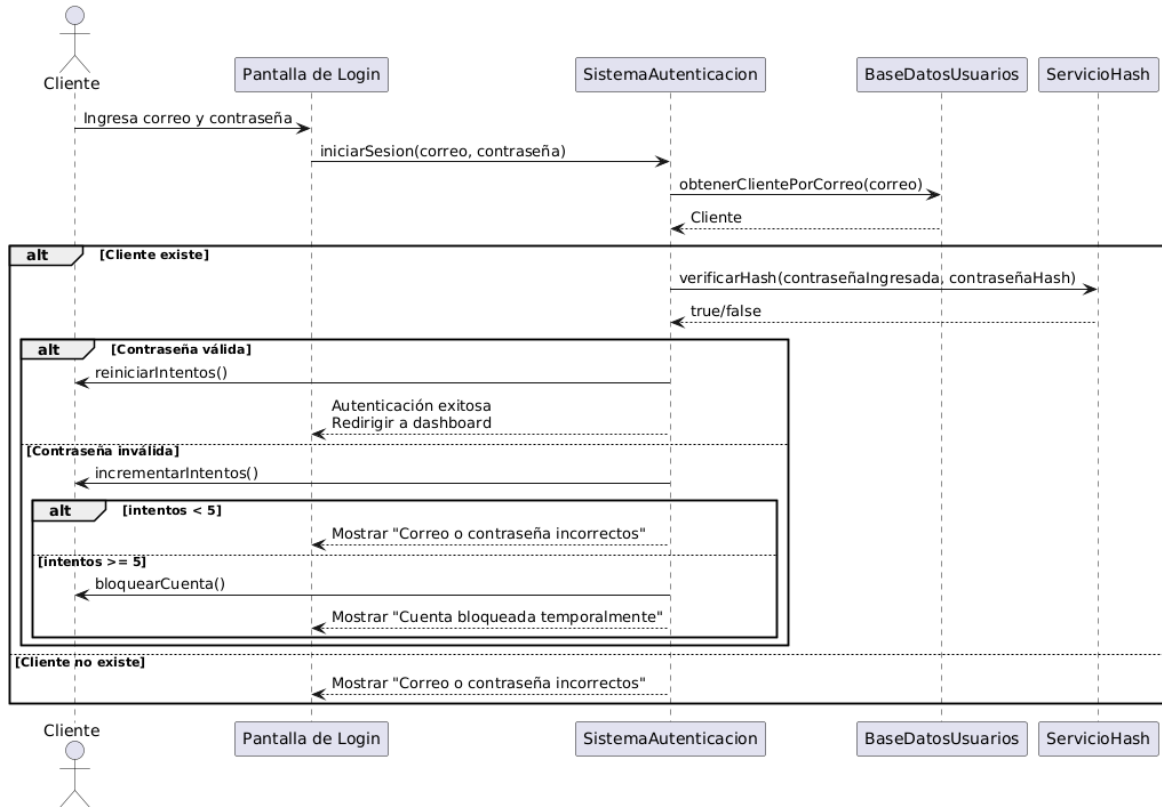 Cliente
Pantalla de Login
SistemaAutenticacion
BaseDatosUsuarios
ServicioHash
Ingresa correo y contraseña
iniciarSesion(correo, contraseña)
obtenerClientePorCorreo(correo)
Cliente
alt [Cliente existe]
verificarHash(contraseñaIngresada, contraseñaHash)
true/false
alt [Contraseña válida]
reiniciarIntentos()
Autenticación exitosa
Redirigir a dashboard
[Contraseña inválida]
incrementarIntentos()
alt [intentos < 5]
Mostrar "Correo o contraseña incorrectos"
[intentos >= 5]
bloquearCuenta()
Mostrar "Cuenta bloqueada temporalmente"
[Cliente no existe]
Mostrar "Correo o contraseña incorrectos"
Cliente
Pantalla de Login
SistemaAutenticacion
BaseDatosUsuarios
ServicioHash